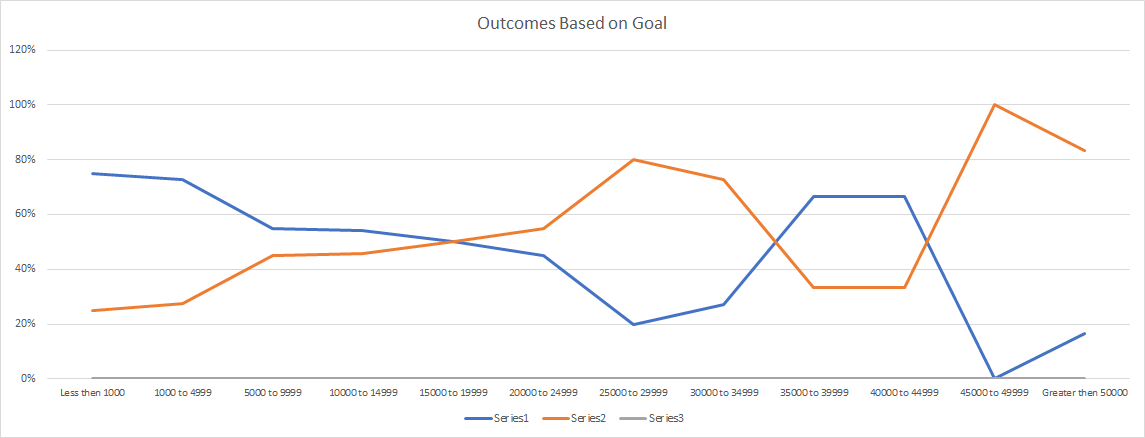 Outcomes Based on Goal
120%
100%
80%
60%
40%
20%
0%
Less then 1000 1000 to 4999 5000 to 9999 10000 to 14999 15000 to 19999 20000 to 24999 25000 to 29999 30000 to 34999 35000 to 39999 40000 to 44999 45000 to 49999 Greater then 50000
Series1 Series2 Series3